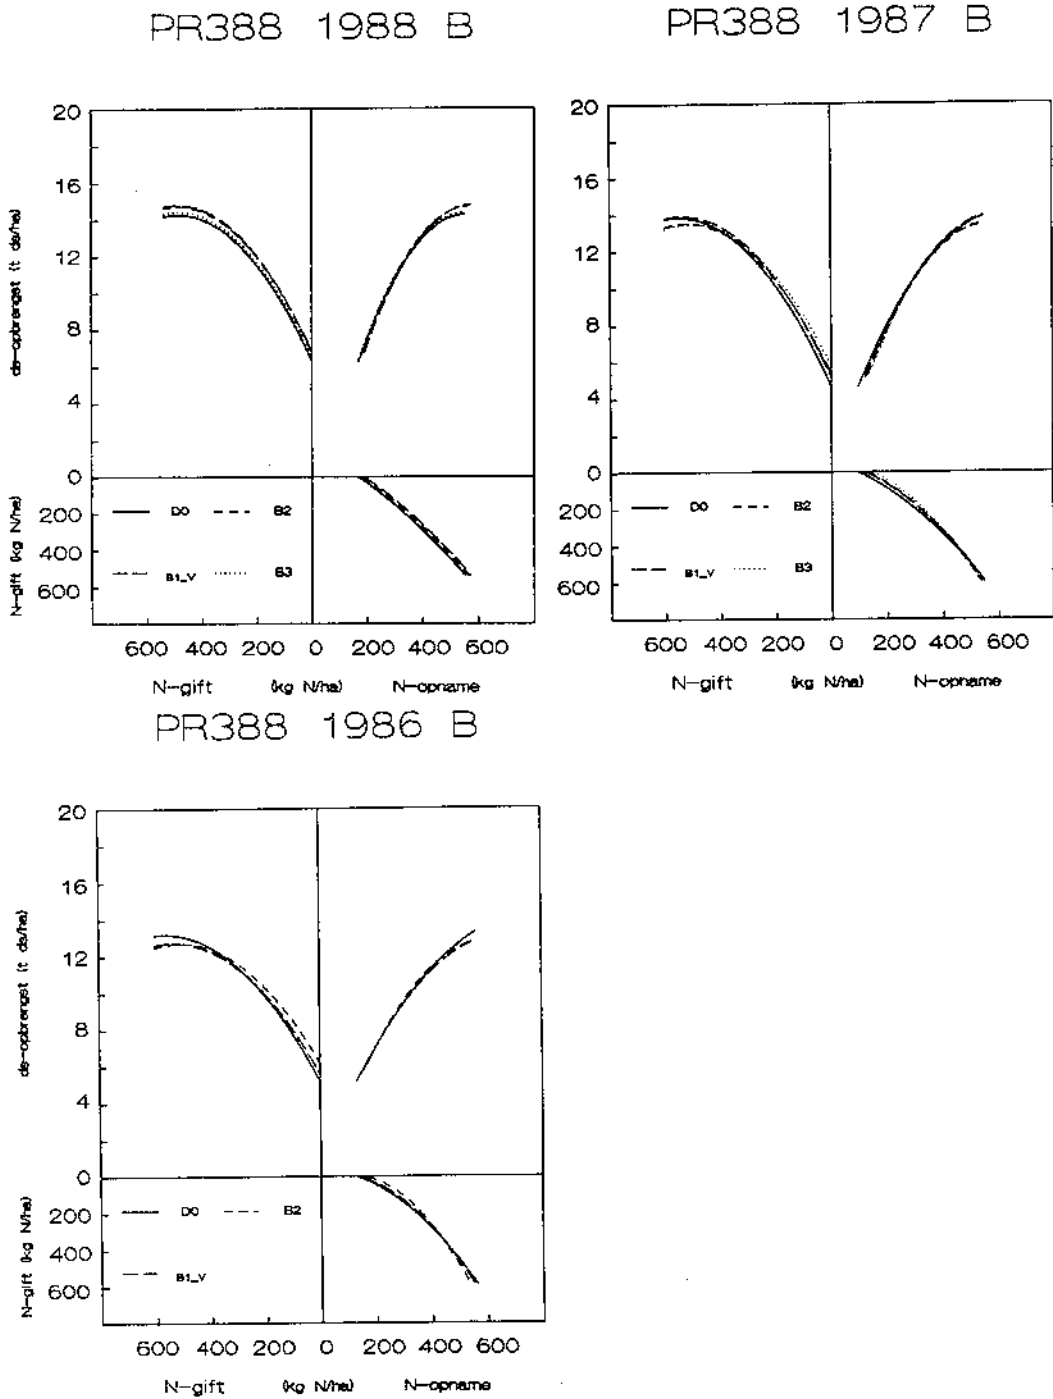 PR388 1988 B
20
16
12
8
4
0
200
400
600
ds-opbrengst (t ds/ha)
N-gift (kg N/ha)
D0
B2
B1_V
B3
600 400 200 0 200 400 600
N-gift (kg N/ha) N-opname
PR388 1987 B
20
16
12
8
4
0
200
400
600
D0
B2
B1_V
B3
600 400 200 0 200 400 600
N-gift (kg N/ha) N-opname
PR388 1986 B
20
16
12
8
4
0
200
400
600
ds-opbrengst (t ds/ha)
N-gift (kg N/ha)
D0
B2
B1_V
600 400 200 0 200 400 600
N-gift (kg N/ha) N-opname